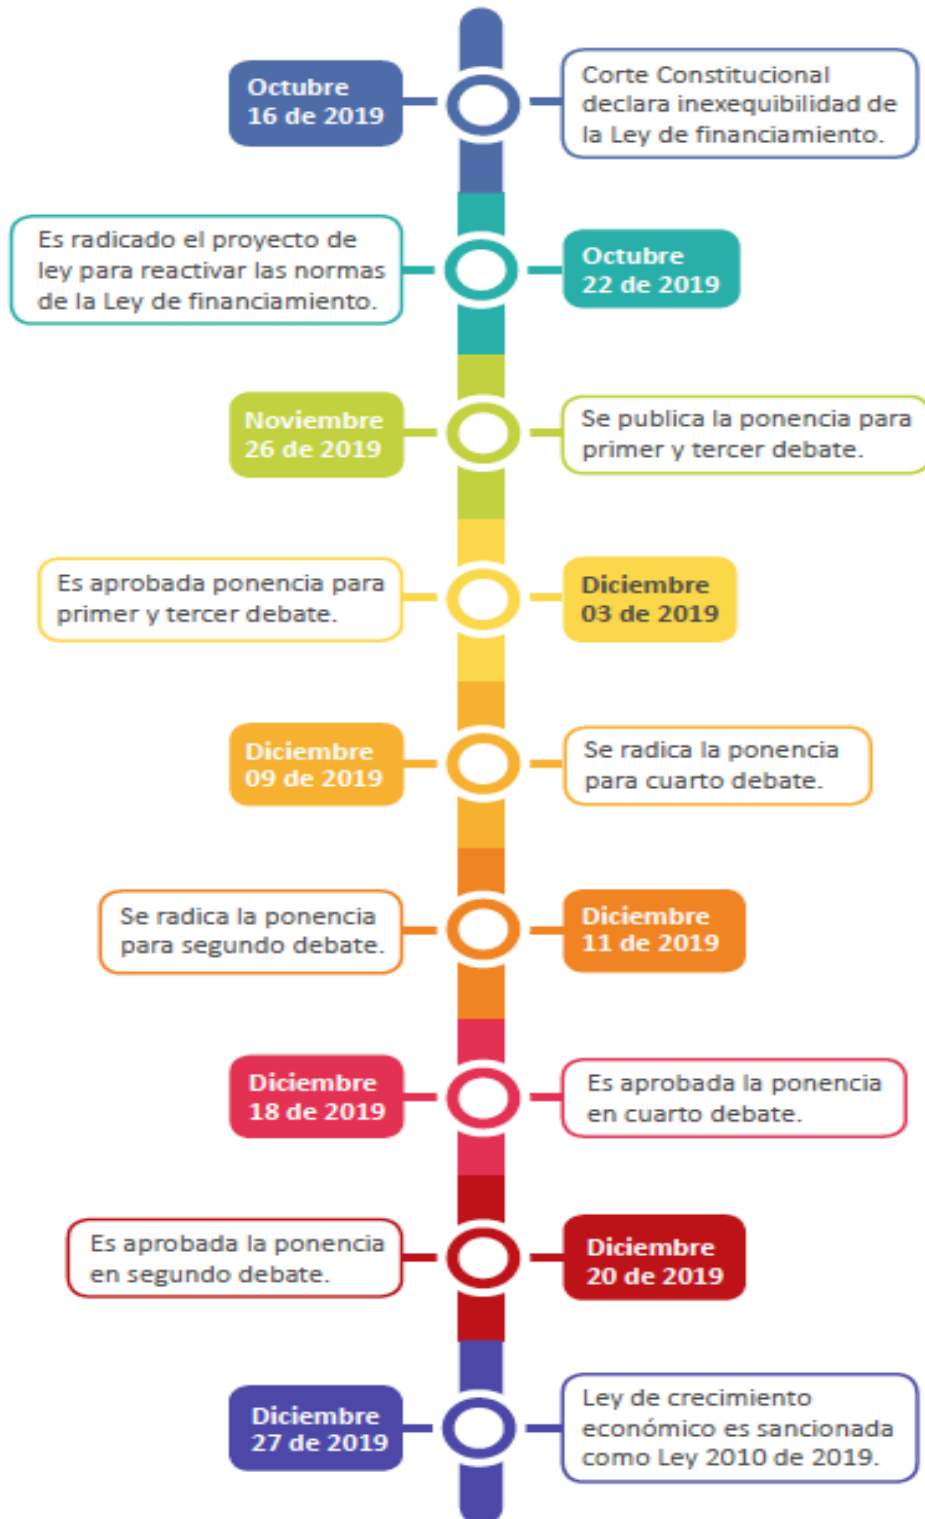 Octubre
16 de 2019
Corte Constitucional
declara inexequibilidad de
la Ley de financiamiento.
Es radicado el proyecto de
ley para reactivar las normas
de la Ley de financiamiento.
Octubre
22 de 2019
Noviembre
26 de 2019
Se publica la ponencia para
primer y tercer debate.
Es aprobada ponencia para
primer y tercer debate.
Diciembre
03 de 2019
Diciembre
09 de 2019
Se radica la ponencia
para cuarto debate.
Se radica la ponencia
para segundo debate.
Diciembre
11 de 2019
Diciembre
18 de 2019
Es aprobada la ponencia
en cuarto debate.
Es aprobada la ponencia
en segundo debate.
Diciembre
20 de 2019
Diciembre
27 de 2019
Ley de crecimiento
económico es sancionada
como Ley 2010 de 2019.